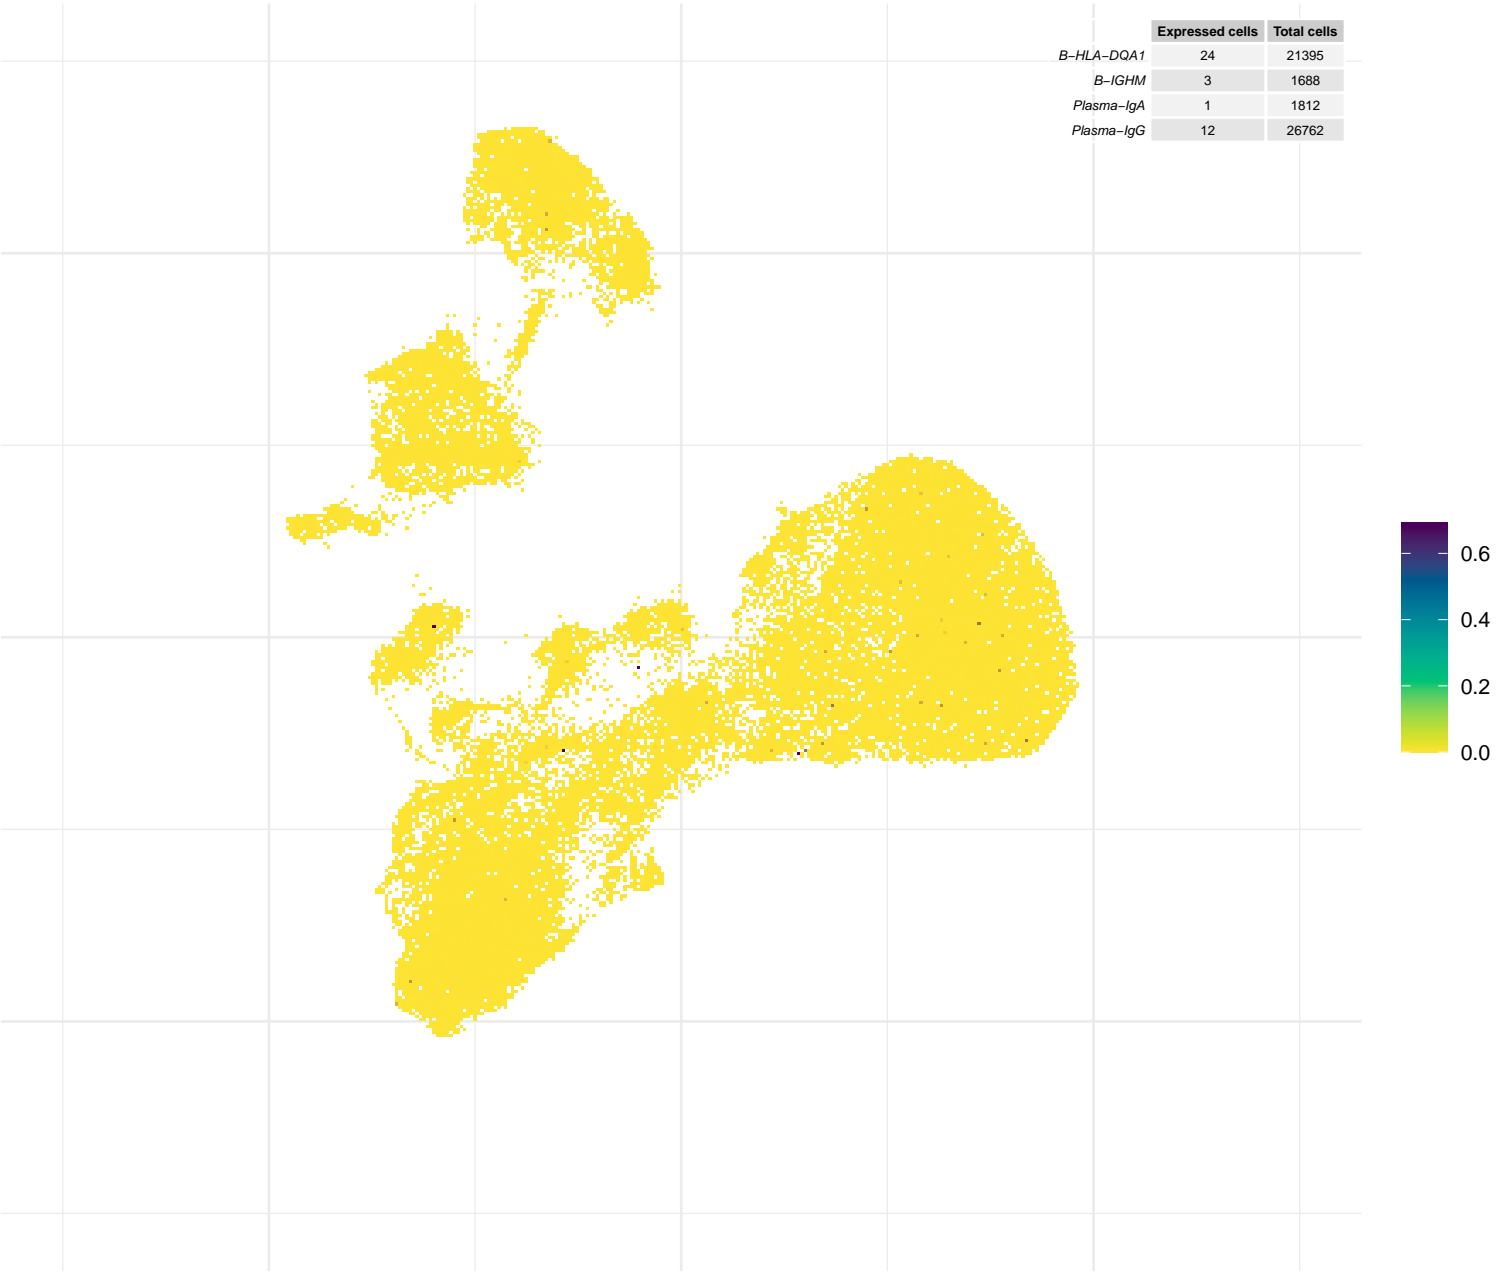 Expressed cells Total cells
B−HLA−DQA1 24 21395
B−IGHM 3 1688
Plasma−IgA 1 1812
Plasma−IgG 12 26762
0.6
0.4
0.2
0.0